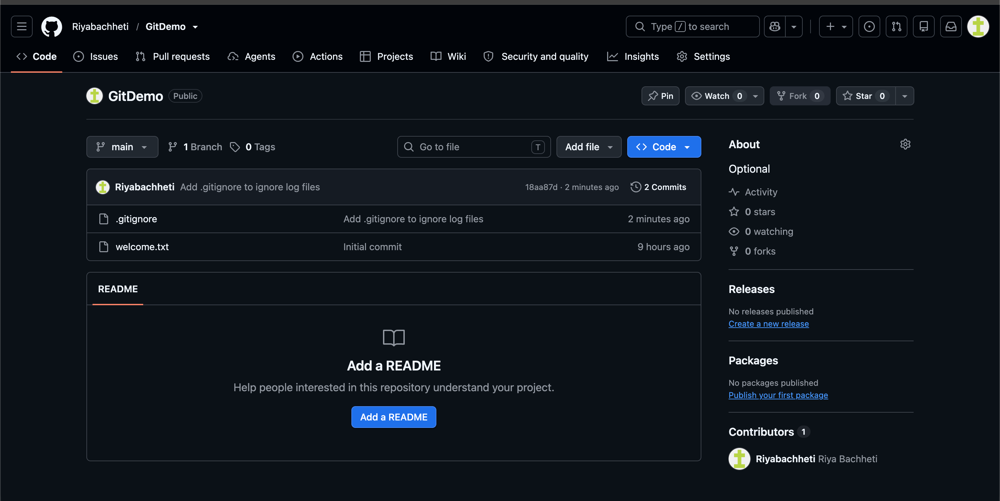 Riyabachheti / GitDemo
Type / to search
Code Issues Pull requests Agents Actions Projects Wiki Security and quality Insights Settings
GitDemo Public
Pin Watch 0 Fork 0 Star 0
main 1 Branch 0 Tags
Go to file T Add file Code
Riyabachheti Add .gitignore to ignore log files 18aa87d · 2 minutes ago 2 Commits
.gitignore Add .gitignore to ignore log files 2 minutes ago
welcome.txt Initial commit 9 hours ago
README
Add a README
Help people interested in this repository understand your project.
Add a README
About
Optional
Activity
0 stars
0 watching
0 forks
Releases
No releases published
Create a new release
Packages
No packages published
Publish your first package
Contributors 1
Riyabachheti Riya Bachheti